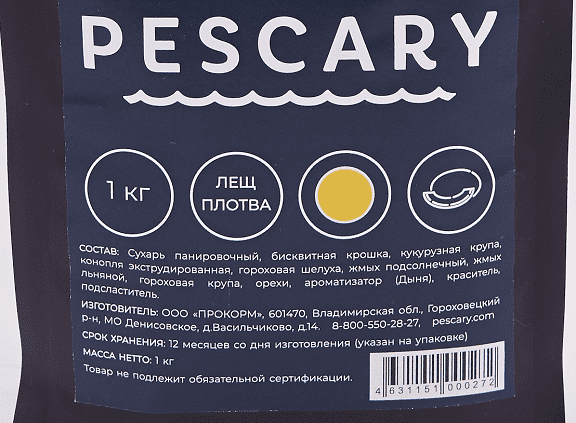 PESCARY
1 КГ
ЛЕЩ
ПЛОТВА
СОСТАВ: Сухарь панировочный, бисквитная крошка, кукурузная крупа,
конопля экструдированная, гороховая шелуха, жмых подсолнечный, жмых
льняной, гороховая крупа, орехи, ароматизатор (Дыня), краситель,
подсластитель.
ИЗГОТОВИТЕЛЬ: ООО "ПРОКОРМ", 601470, Владимирская обл., Гороховецкий
р-н, МО Денисовское, д.Васильчиково, д.14. 8-800-550-28-27, pescary.com
СРОК ХРАНЕНИЯ: 12 месяцев со дня изготовления (указан на упаковке)
МАССА НЕТТО: 1 кг
Товар не подлежит обязательной сертификации.
4 631151 000272